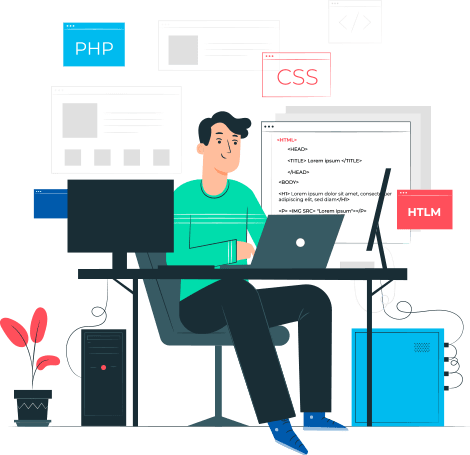 </>
PHP
CSS
<HTML>
<HEAD>
<TITLE> Lorem ipsum </TITLE>
</HEAD>
<BODY>
<H1> Lorem ipsum dolor sit amet, consectetuer
adipiscing elit, sed diam</H1>
<P> <IMG SRC> "Lorem ipsum"></P>
HTLM